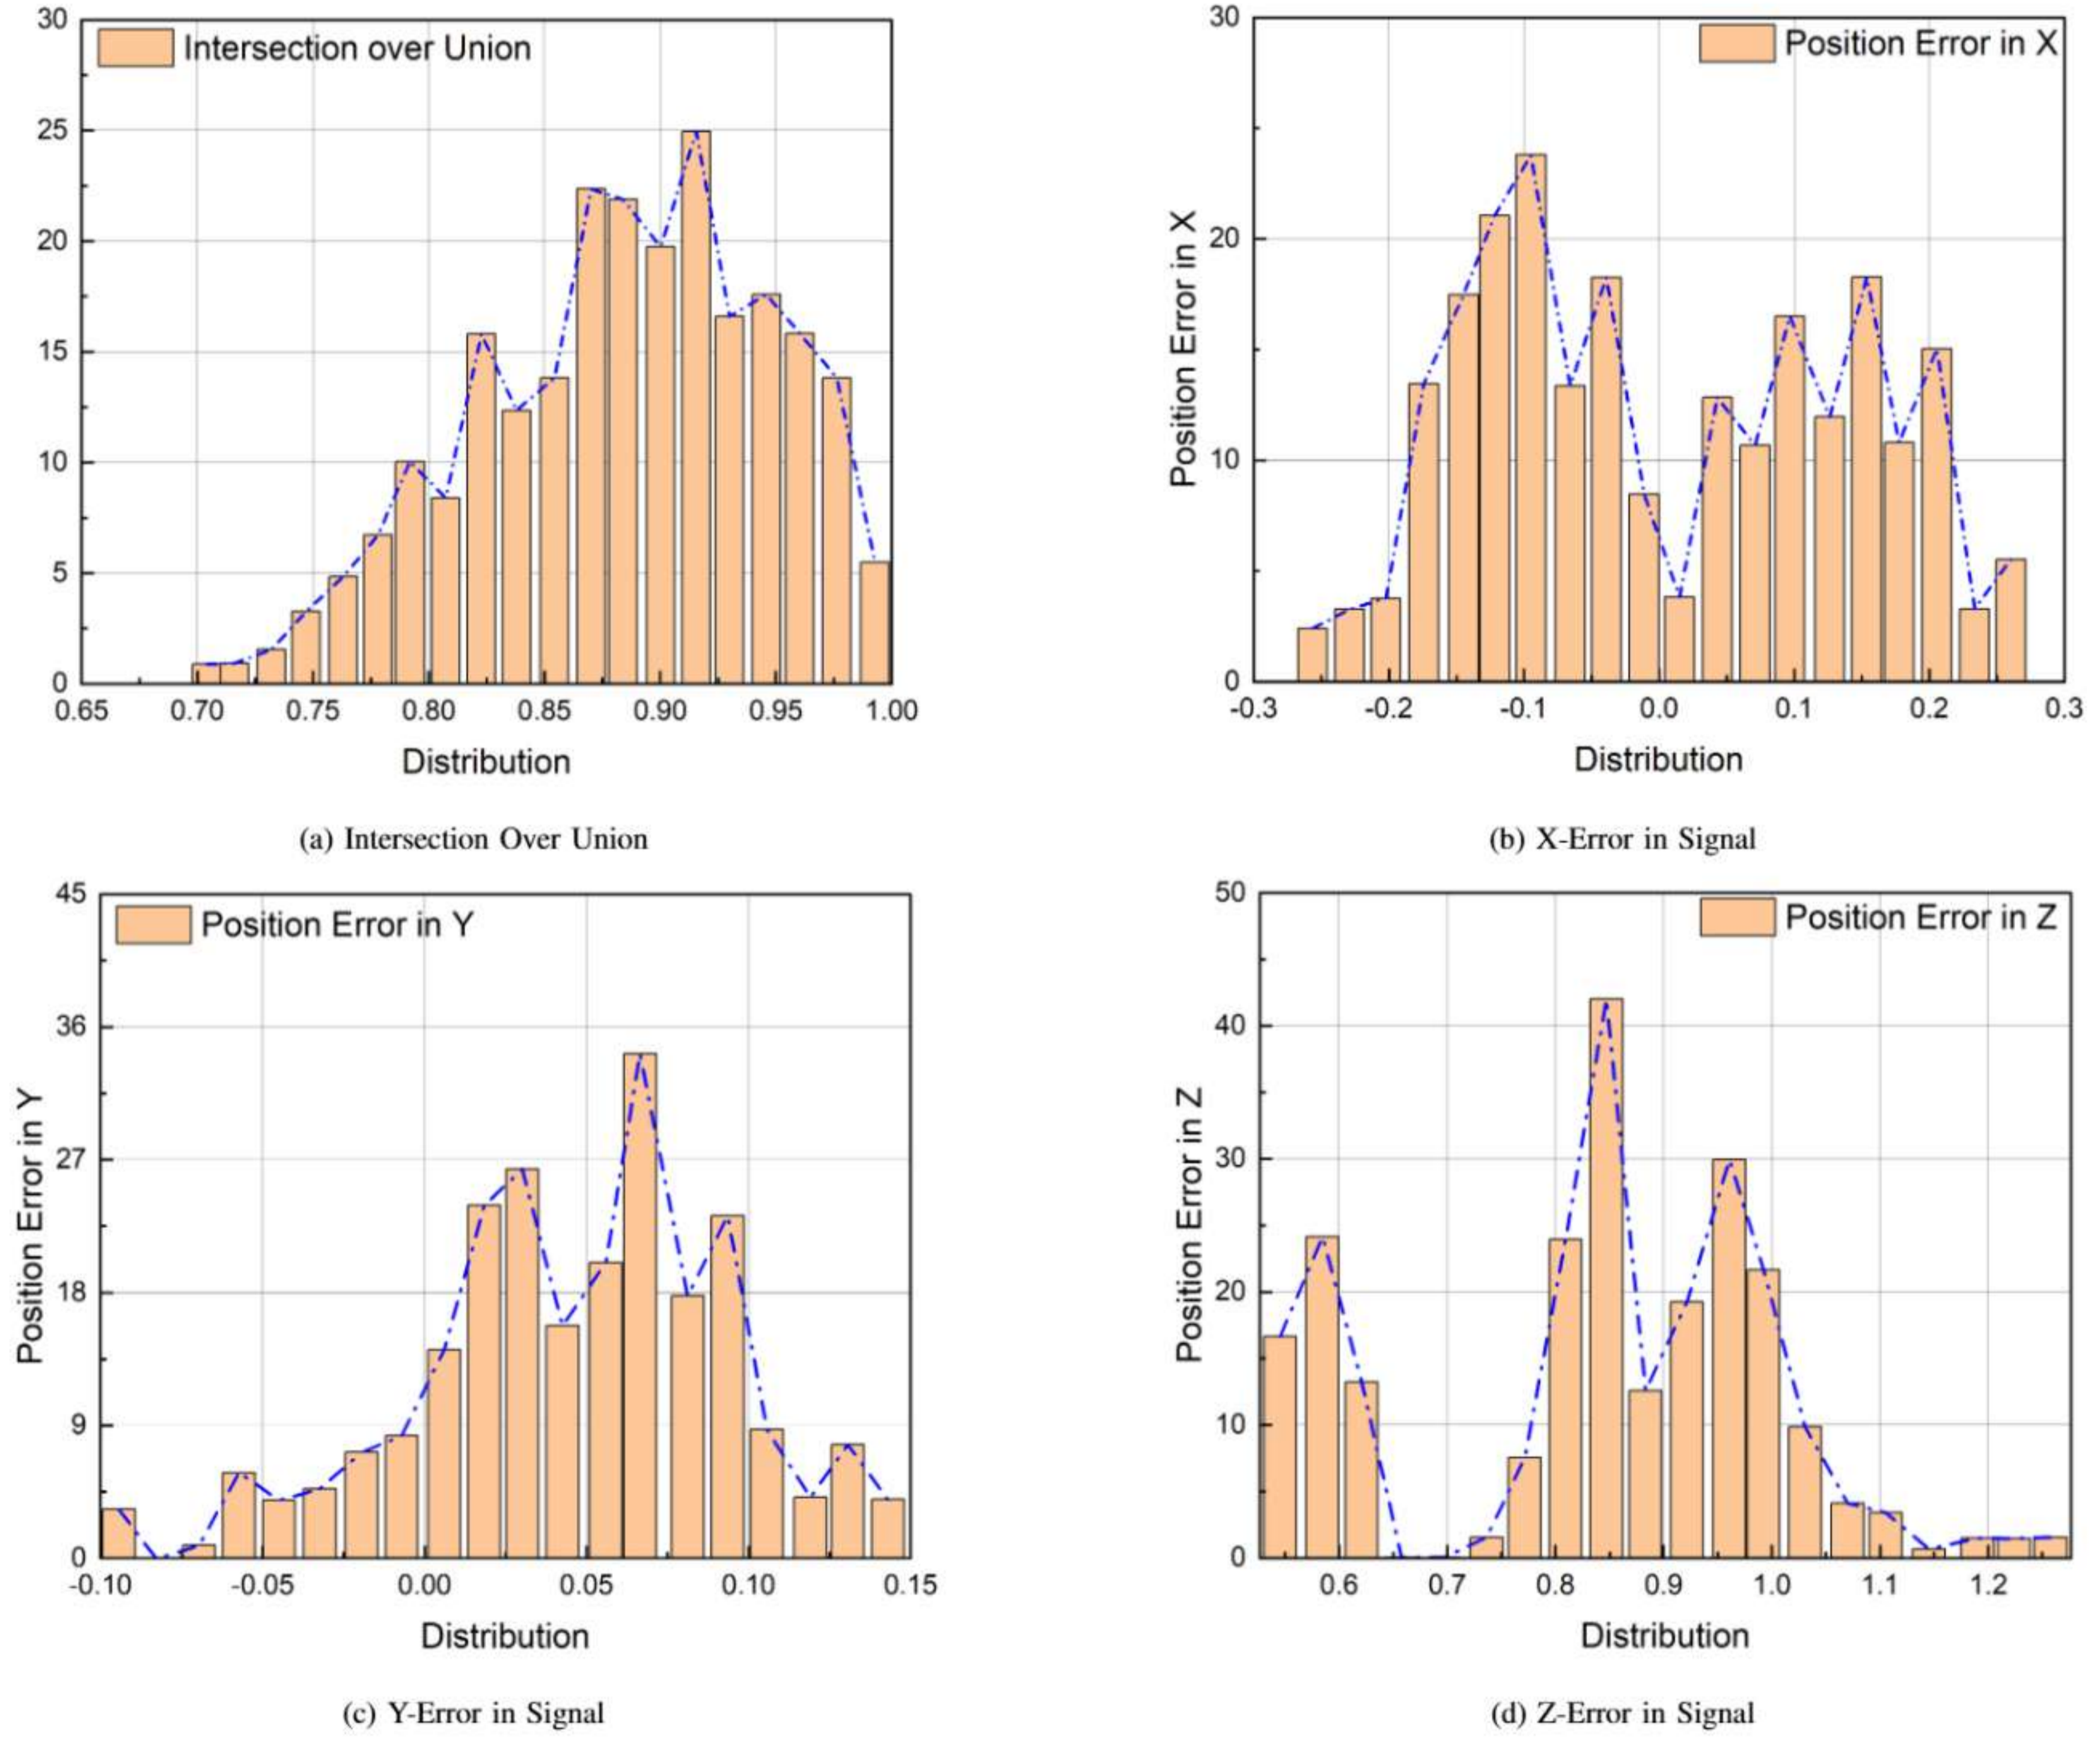 Intersection over Union
30
25
20
15
10
5
0
0.65 0.70 0.75 0.80 0.85 0.90 0.95 1.00
Distribution
(a) Intersection Over Union
Position Error in X
Position Error in X
30
20
10
0
-0.3 -0.2 -0.1 0.0 0.1 0.2 0.3
Distribution
(b) X-Error in Signal
Position Error in Y
Position Error in Y
45
36
27
18
9
0
-0.10 -0.05 0.00 0.05 0.10 0.15
Distribution
(c) Y-Error in Signal
Position Error in Z
Position Error in Z
50
40
30
20
10
0
0.6 0.7 0.8 0.9 1.0 1.1 1.2
Distribution
(d) Z-Error in Signal